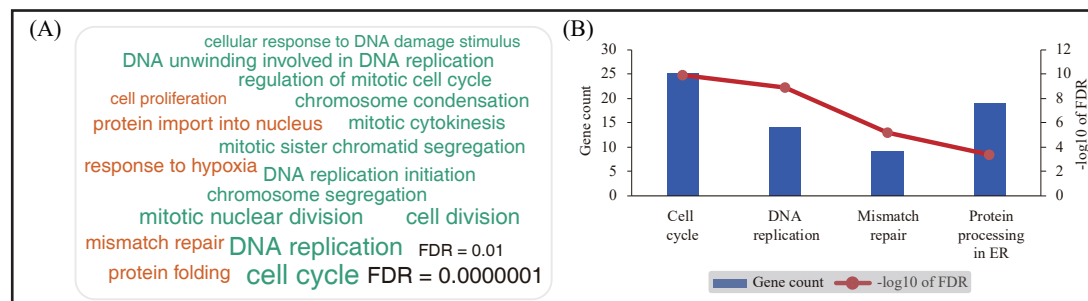 (A)
cellular response to DNA damage stimulus
DNA unwinding involved in DNA replication
regulation of mitotic cell cycle
cell proliferation chromosome condensation
protein import into nucleus mitotic cytokinesis
mitotic sister chromatid segregation
response to hypoxia DNA replication initiation
chromosome segregation
mitotic nuclear division cell division
mismatch repair DNA replication FDR = 0.01
protein folding cell cycle FDR = 0.0000001
(B)
30
25
20
15
10
5
0
Gene count
12
10
8
6
4
2
0
-log10 of FDR
Cell
cycle
DNA
replication
Mismatch
repair
Protein
processing
in ER
Gene count -log10 of FDR